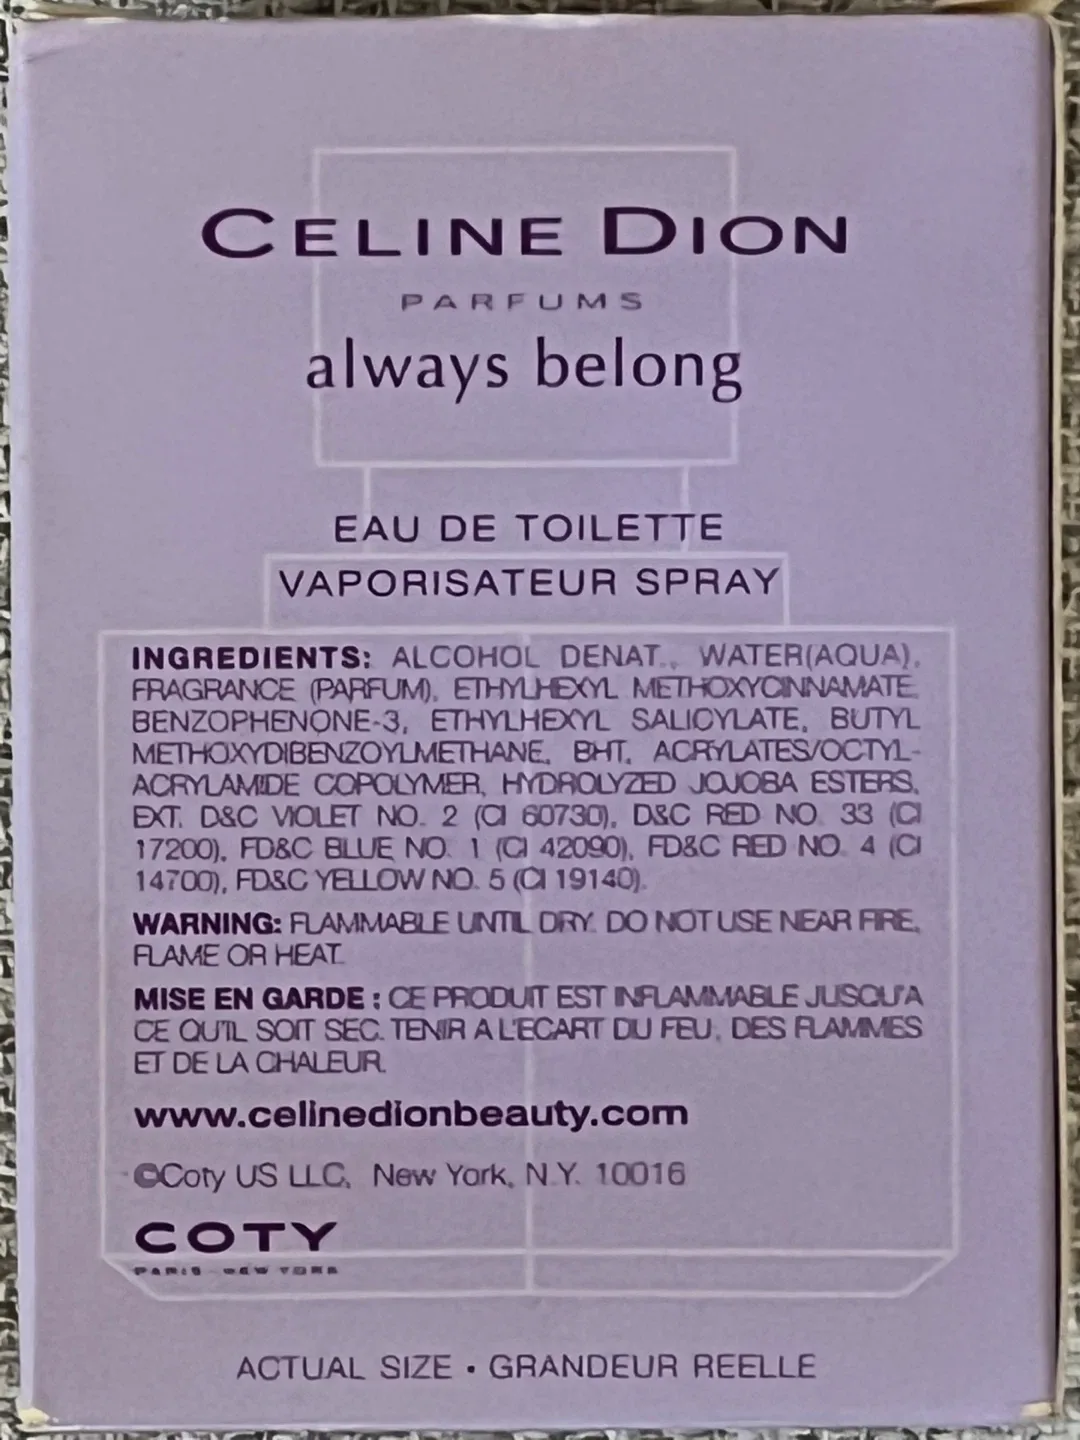 CELINE DION
PARFUMS
always belong
EAU DE TOILETTE
VAPORISATEUR SPRAY
INGREDIENTS: ALCOHOL DENAT., WATER(AQUA),
FRAGRANCE (PARFUM), ETHYLHEXYL METHOXYCINNAMATE,
BENZOPHENONE-3, ETHYLHEXYL SALICYLATE, BUTYL
METHOXYDIBENZOYLMETHANE, BHT, ACRYLATES/OCTYL-
ACRYLAMIDE COPOLYMER, HYDROLYZED JOJOBA ESTERS,
EXT. D&C VIOLET NO. 2 (CI 60730), D&C RED NO. 33 (CI
17200), FD&C BLUE NO. 1 (CI 42090), FD&C RED NO. 4 (CI
14700), FD&C YELLOW NO. 5 (CI 19140).
WARNING: FLAMMABLE UNTIL DRY. DO NOT USE NEAR FIRE,
FLAME OR HEAT.
MISE EN GARDE : CE PRODUIT EST INFLAMMABLE JUSQU'A
CE QU'IL SOIT SEC. TENIR A L'ECART DU FEU, DES FLAMMES
ET DE LA CHALEUR.
www.celinedionbeauty.com
©Coty US LLC, New York, N.Y. 10016
COTY
PARIS - NEW YORK
ACTUAL SIZE • GRANDEUR REELLE